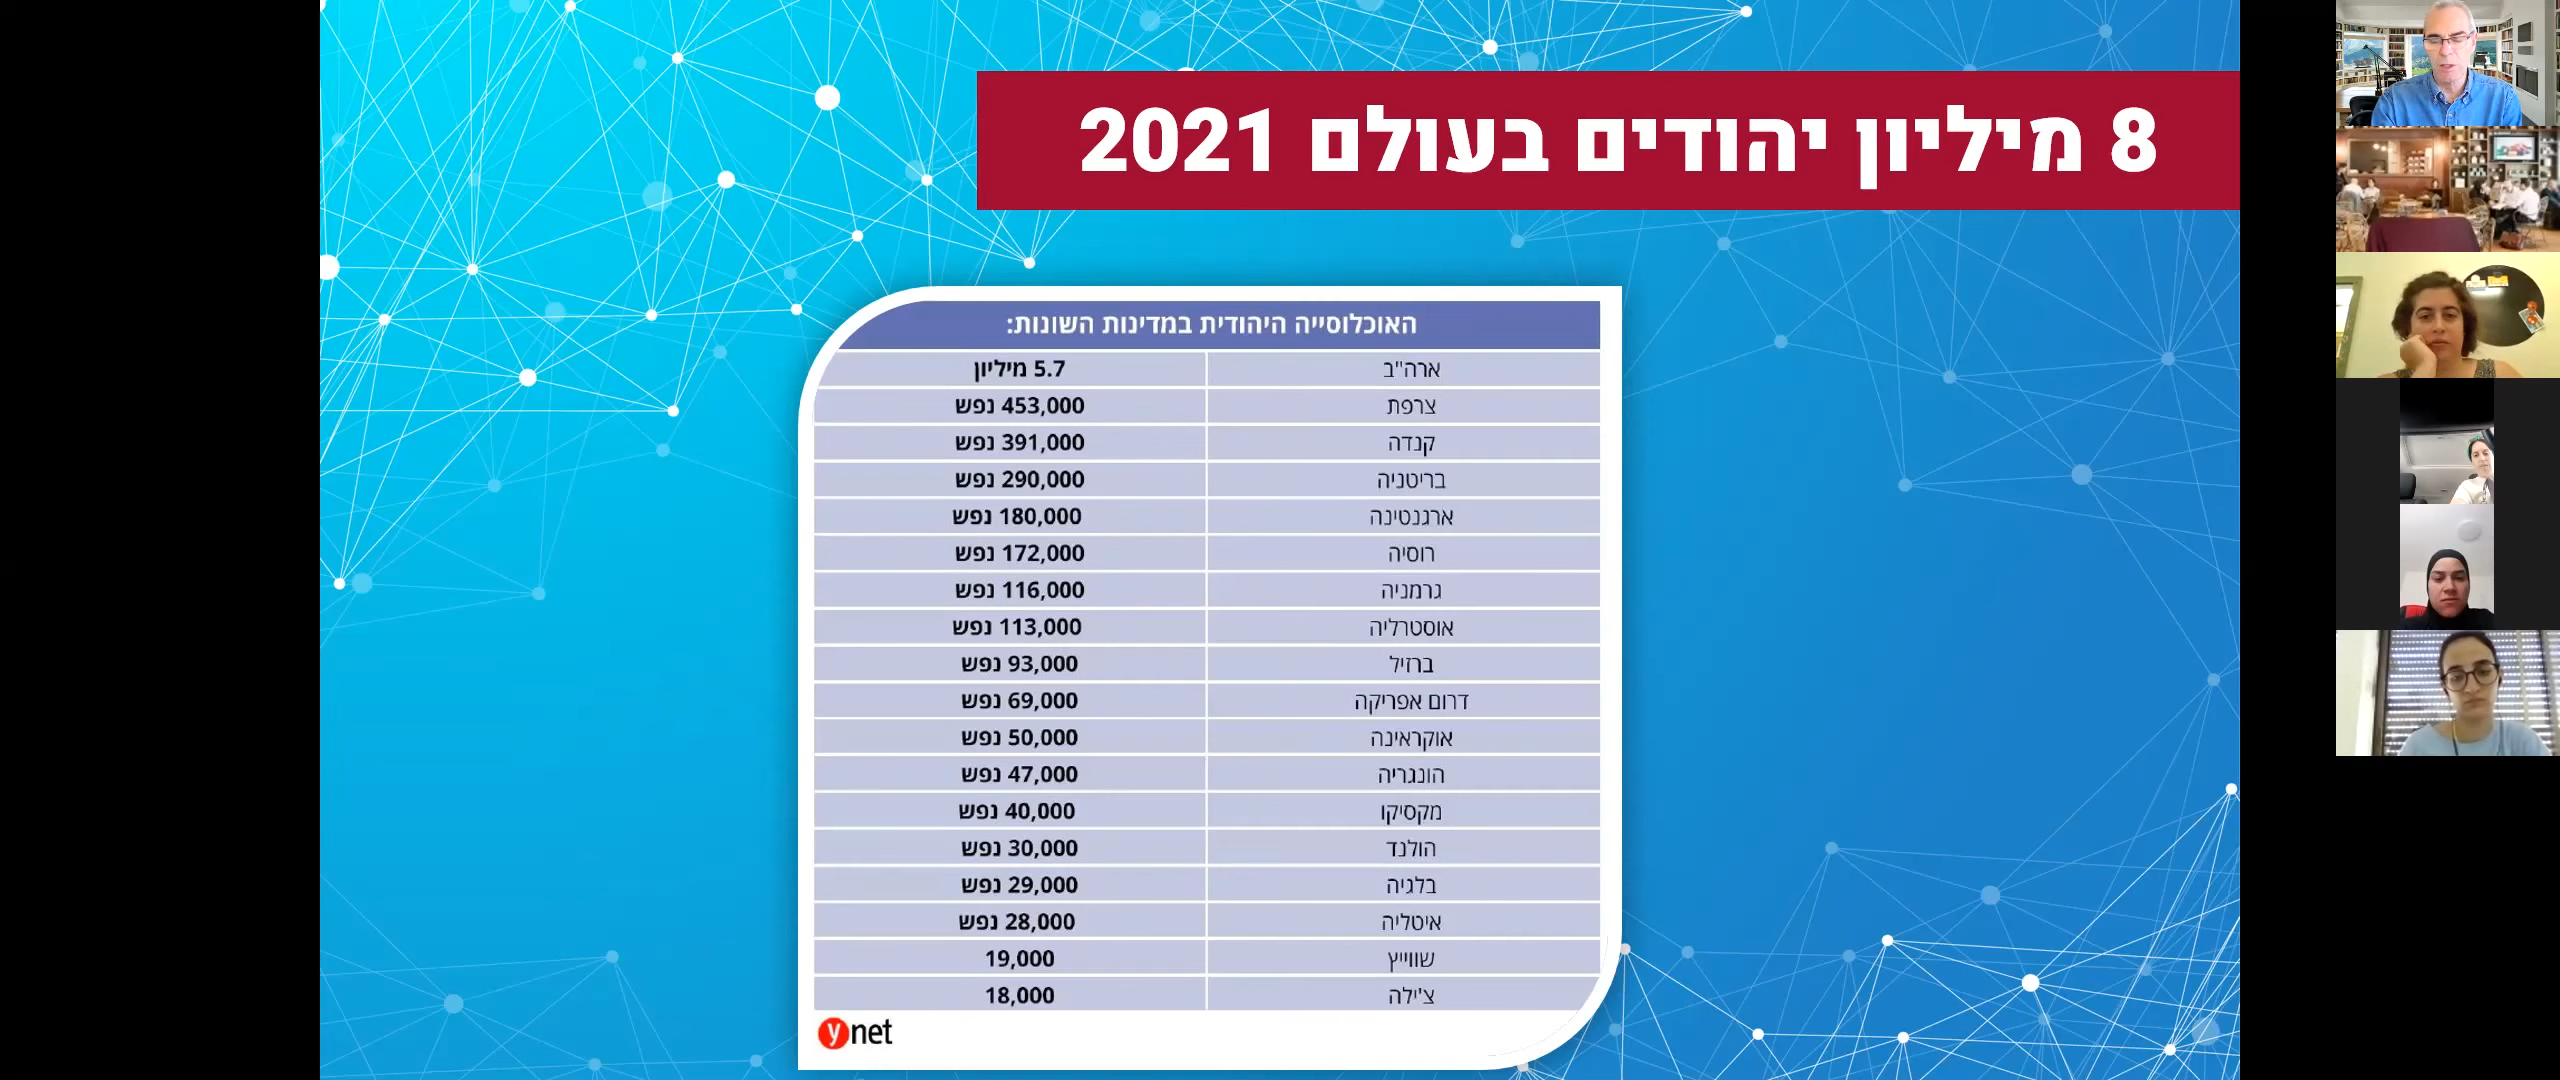 8 מיליון יהודים בעולם 2021
האוכלוסייה היהודית במדינות השונות:
ארה"ב 5.7 מיליון
צרפת 453,000 נפש
קנדה 391,000 נפש
בריטניה 290,000 נפש
ארגנטינה 180,000 נפש
רוסיה 172,000 נפש
גרמניה 116,000 נפש
אוסטרליה 113,000 נפש
ברזיל 93,000 נפש
דרום אפריקה 69,000 נפש
אוקראינה 50,000 נפש
הונגריה 47,000 נפש
מקסיקו 40,000 נפש
הולנד 30,000 נפש
בלגיה 29,000 נפש
איטליה 28,000 נפש
שווייץ 19,000
צ'ילה 18,000
ynet